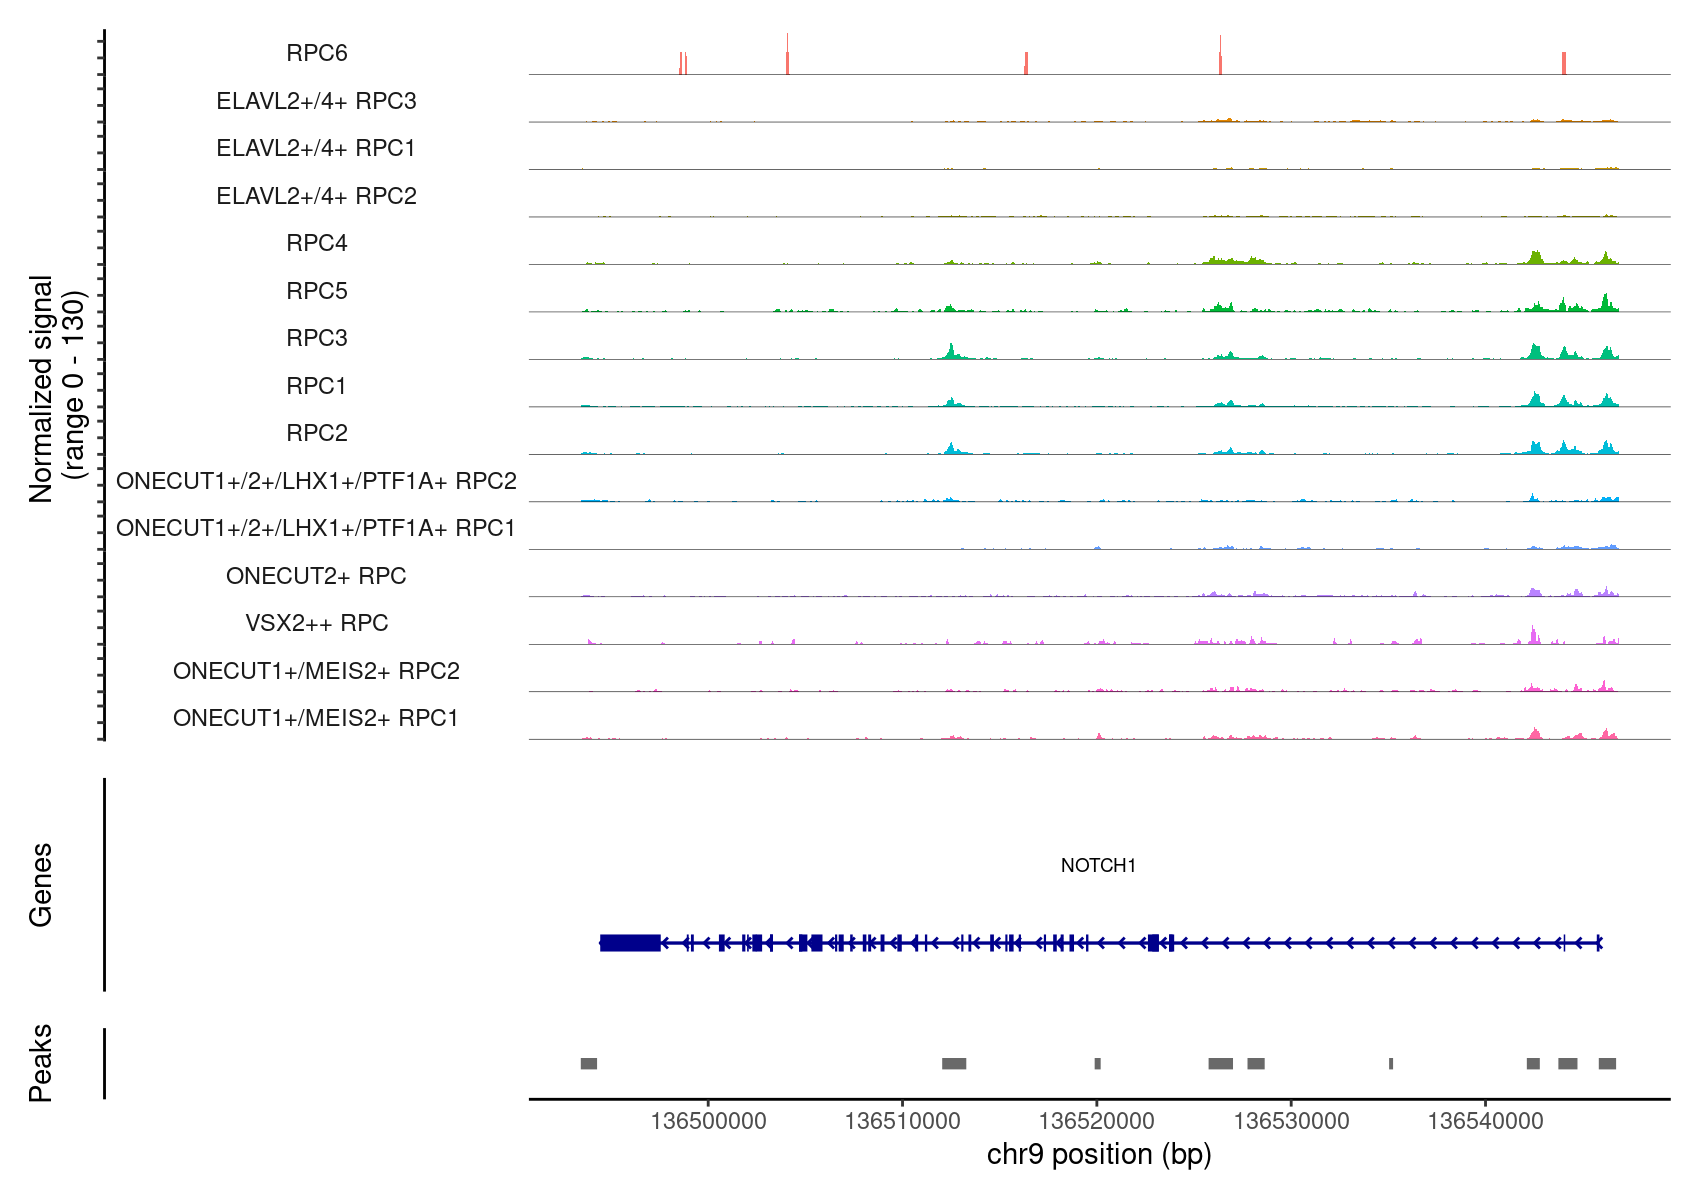 Normalized signal
(range 0 - 130)
RPC6
ELAVL2+/4+ RPC3
ELAVL2+/4+ RPC1
ELAVL2+/4+ RPC2
RPC4
RPC5
RPC3
RPC1
RPC2
ONECUT1+/2+/LHX1+/PTF1A+ RPC2
ONECUT1+/2+/LHX1+/PTF1A+ RPC1
ONECUT2+ RPC
VSX2++ RPC
ONECUT1+/MEIS2+ RPC2
ONECUT1+/MEIS2+ RPC1
Genes
NOTCH1
Peaks
136500000 136510000 136520000 136530000 136540000
chr9 position (bp)